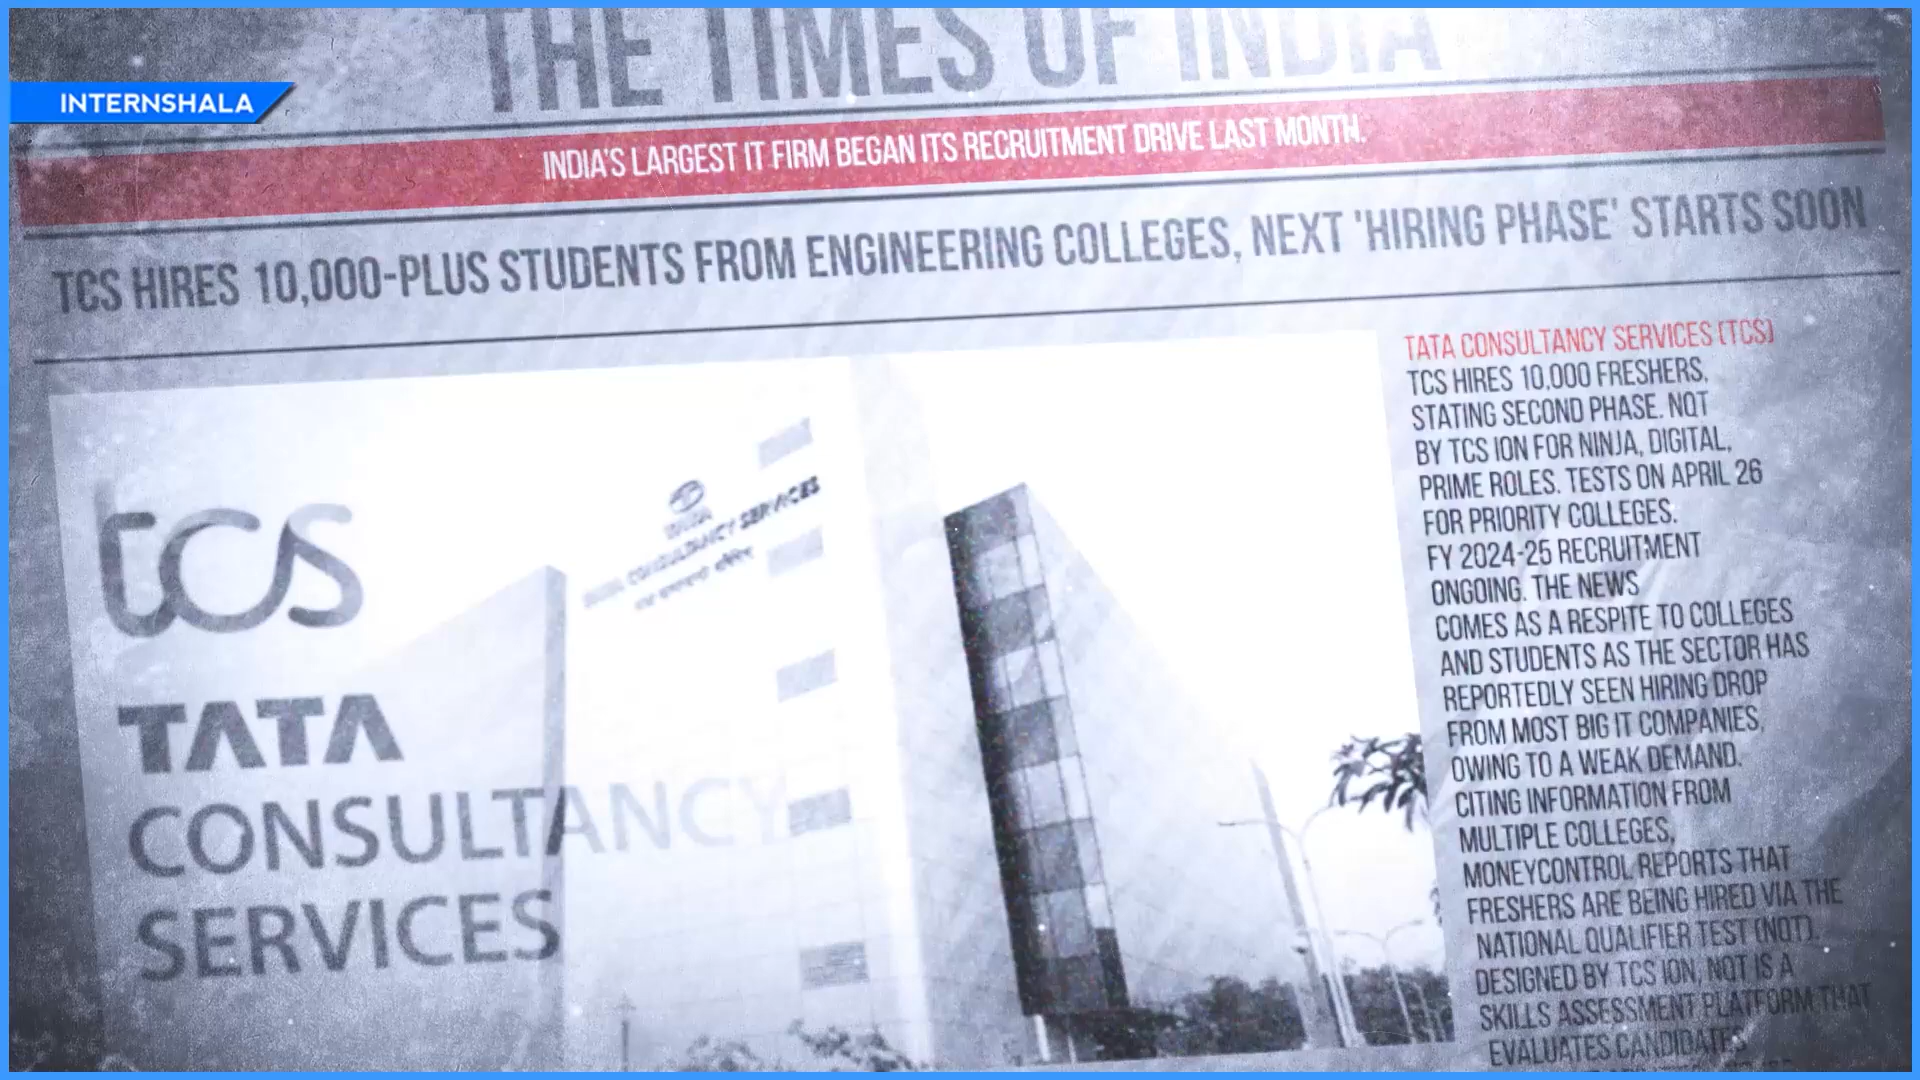 THE TIMES OF INDIA
INTERNSHALA
INDIA'S LARGEST IT FIRM BEGAN ITS RECRUITMENT DRIVE LAST MONTH.
TCS HIRES 10,000-PLUS STUDENTS FROM ENGINEERING COLLEGES, NEXT 'HIRING PHASE' STARTS SOON
tcs
TATA
CONSULTANCY
SERVICES
TATA
TATA CONSULTANCY SERVICES
TATA CONSULTANCY SERVICES (TCS)
TCS HIRES 10,000 FRESHERS,
STATING SECOND PHASE. NQT
BY TCS ION FOR NINJA, DIGITAL,
PRIME ROLES. TESTS ON APRIL 26
FOR PRIORITY COLLEGES.
FY 2024-25 RECRUITMENT
ONGOING. THE NEWS
COMES AS A RESPITE TO COLLEGES
AND STUDENTS AS THE SECTOR HAS
REPORTEDLY SEEN HIRING DROP
FROM MOST BIG IT COMPANIES,
OWING TO A WEAK DEMAND.
CITING INFORMATION FROM
MULTIPLE COLLEGES,
MONEYCONTROL REPORTS THAT
FRESHERS ARE BEING HIRED VIA THE
NATIONAL QUALIFIER TEST (NQT).
DESIGNED BY TCS ION, NQT IS A
SKILLS ASSESSMENT PLATFORM THAT
EVALUATES CANDIDATES